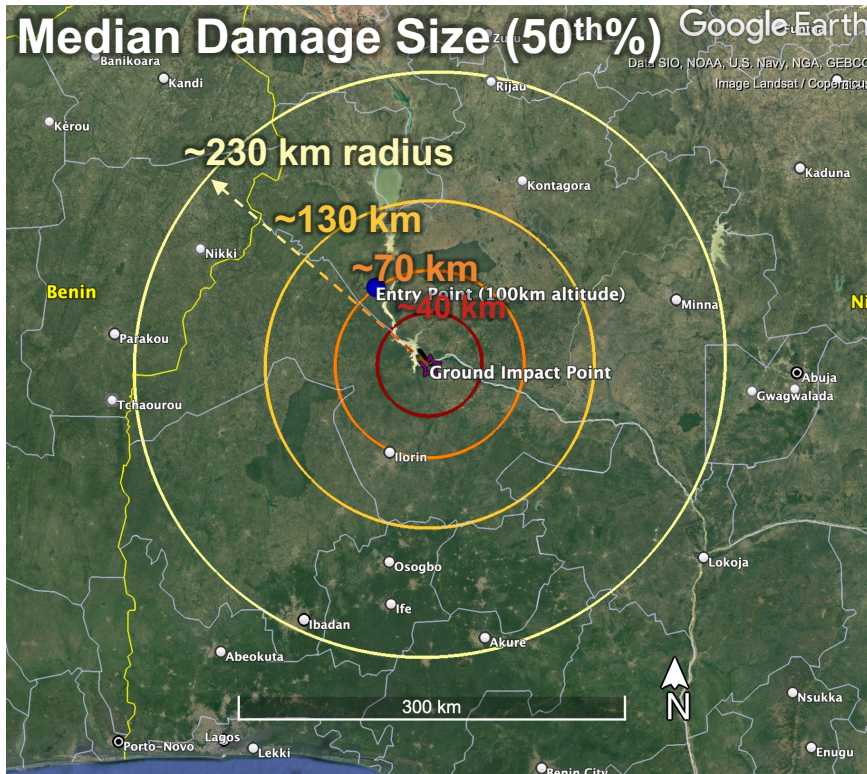 Median Damage Size (50th%)
Google Earth
Data SIO, NOAA, U.S. Navy, NGA, GEBCO
Image Landsat / Copernicus
Banikoara
Kandi
Rijau
Kérou
~230 km radius
Kaduna
Kontagora
~130 km
Nikki
~70 km
Benin
Entry Point (100km altitude)
Minna
Ni
~40 km
Parakou
Ground Impact Point
Abuja
Gwagwalada
Tchaourou
Ilorin
Lokoja
Osogbo
Ife
Ibadan
Akure
Abeokuta
N
Nsukka
300 km
Lagos
Porto-Novo
Lekki
Enugu
Benin City